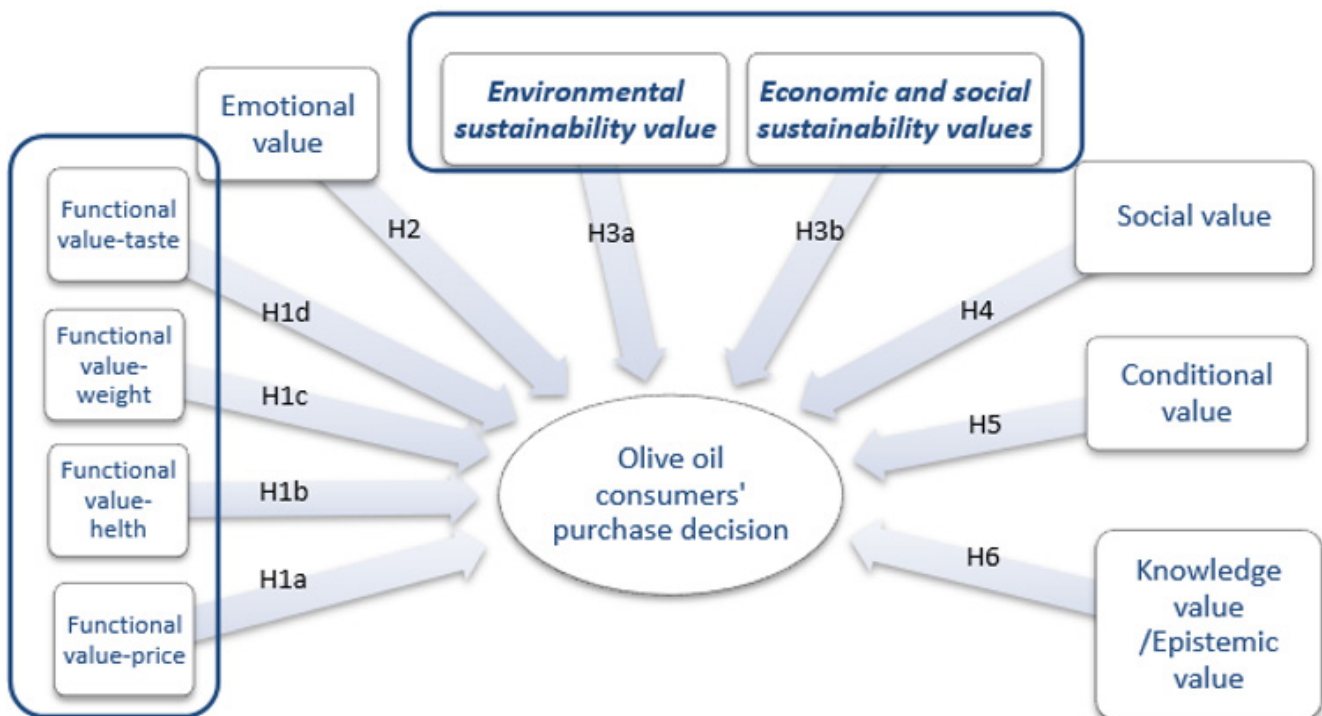 Environmental
sustainability value
Economic and social
sustainability values
Emotional
value
Functional
value-taste
Functional
value-
weight
Functional
value-
helth
Functional
value-price
Social value
Conditional
value
Knowledge
value
/Epistemic
value
H1d
H1c
H1b
H1a
H2
H3a
H3b
H4
H5
H6
Olive oil
consumers'
purchase decision